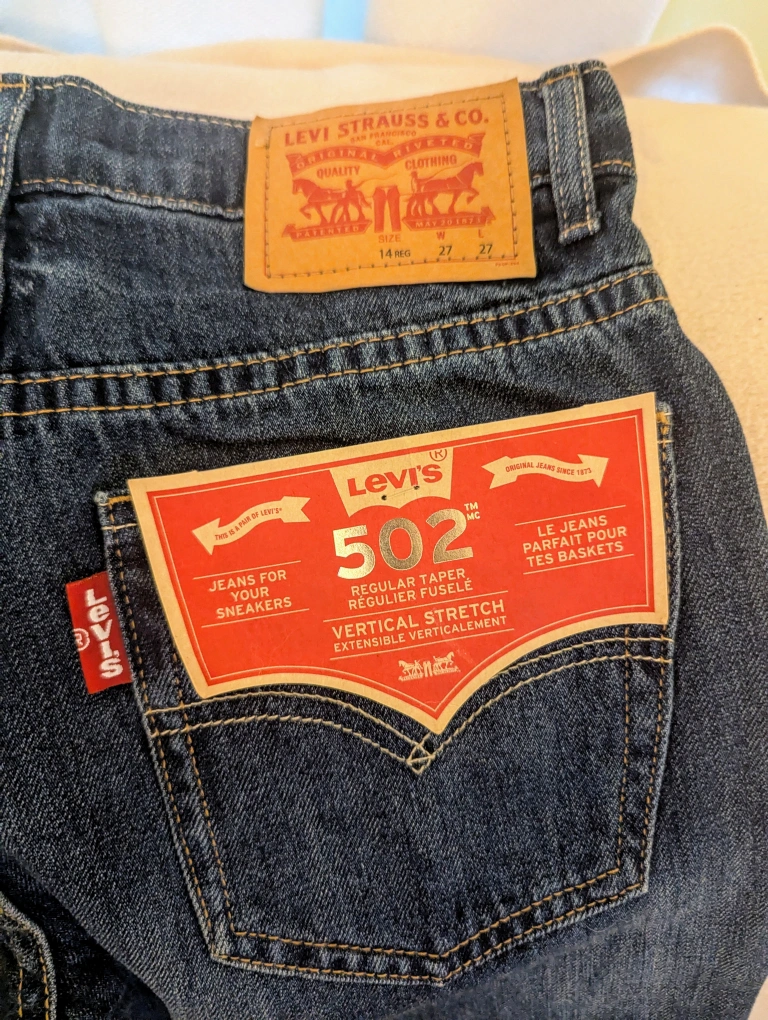 LEVI STRAUSS & CO.
SAN FRANCISCO
CAL.
ORIGINAL RIVETED
QUALITY CLOTHING
PATENTED MAY 20 1873
SIZE W L
14 REG 27 27
LEVI'S®
THIS IS A PAIR OF LEVI'S®
ORIGINAL JEANS SINCE 1873
502™
MC
REGULAR TAPER
RÉGULIER FUSELÉ
JEANS FOR
YOUR
SNEAKERS
LE JEANS
PARFAIT POUR
TES BASKETS
VERTICAL STRETCH
EXTENSIBLE VERTICALEMENT
LEVI'S
®